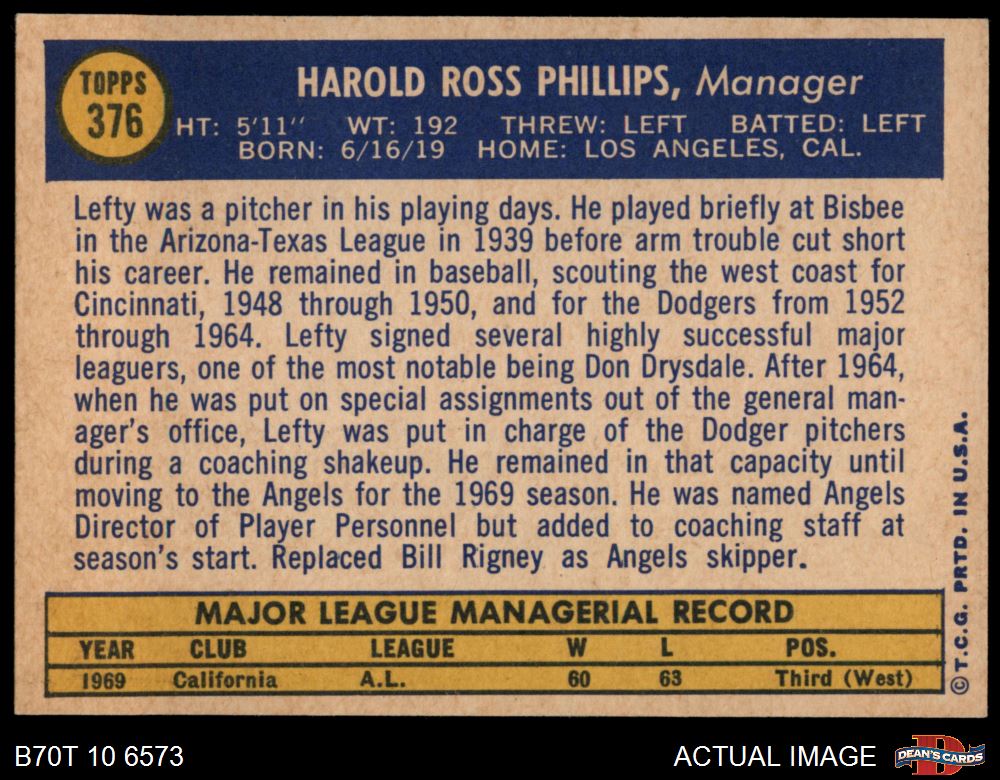 TOPPS
376
HAROLD ROSS PHILLIPS, Manager
HT: 5'11" WT: 192 THREW: LEFT BATTED: LEFT
BORN: 6/16/19 HOME: LOS ANGELES, CAL.
Lefty was a pitcher in his playing days. He played briefly at Bisbee
in the Arizona-Texas League in 1939 before arm trouble cut short
his career. He remained in baseball, scouting the west coast for
Cincinnati, 1948 through 1950, and for the Dodgers from 1952
through 1964. Lefty signed several highly successful major
leaguers, one of the most notable being Don Drysdale. After 1964,
when he was put on special assignments out of the general man-
ager's office, Lefty was put in charge of the Dodger pitchers
during a coaching shakeup. He remained in that capacity until
moving to the Angels for the 1969 season. He was named Angels
Director of Player Personnel but added to coaching staff at
season's start. Replaced Bill Rigney as Angels skipper.
MAJOR LEAGUE MANAGERIAL RECORD
YEAR CLUB LEAGUE W L POS.
1969 California A.L. 60 63 Third (West)
© T.C.G. PRTD. IN U.S.A.
B70T 10 6573
ACTUAL IMAGE
D
DEAN'S CARDS